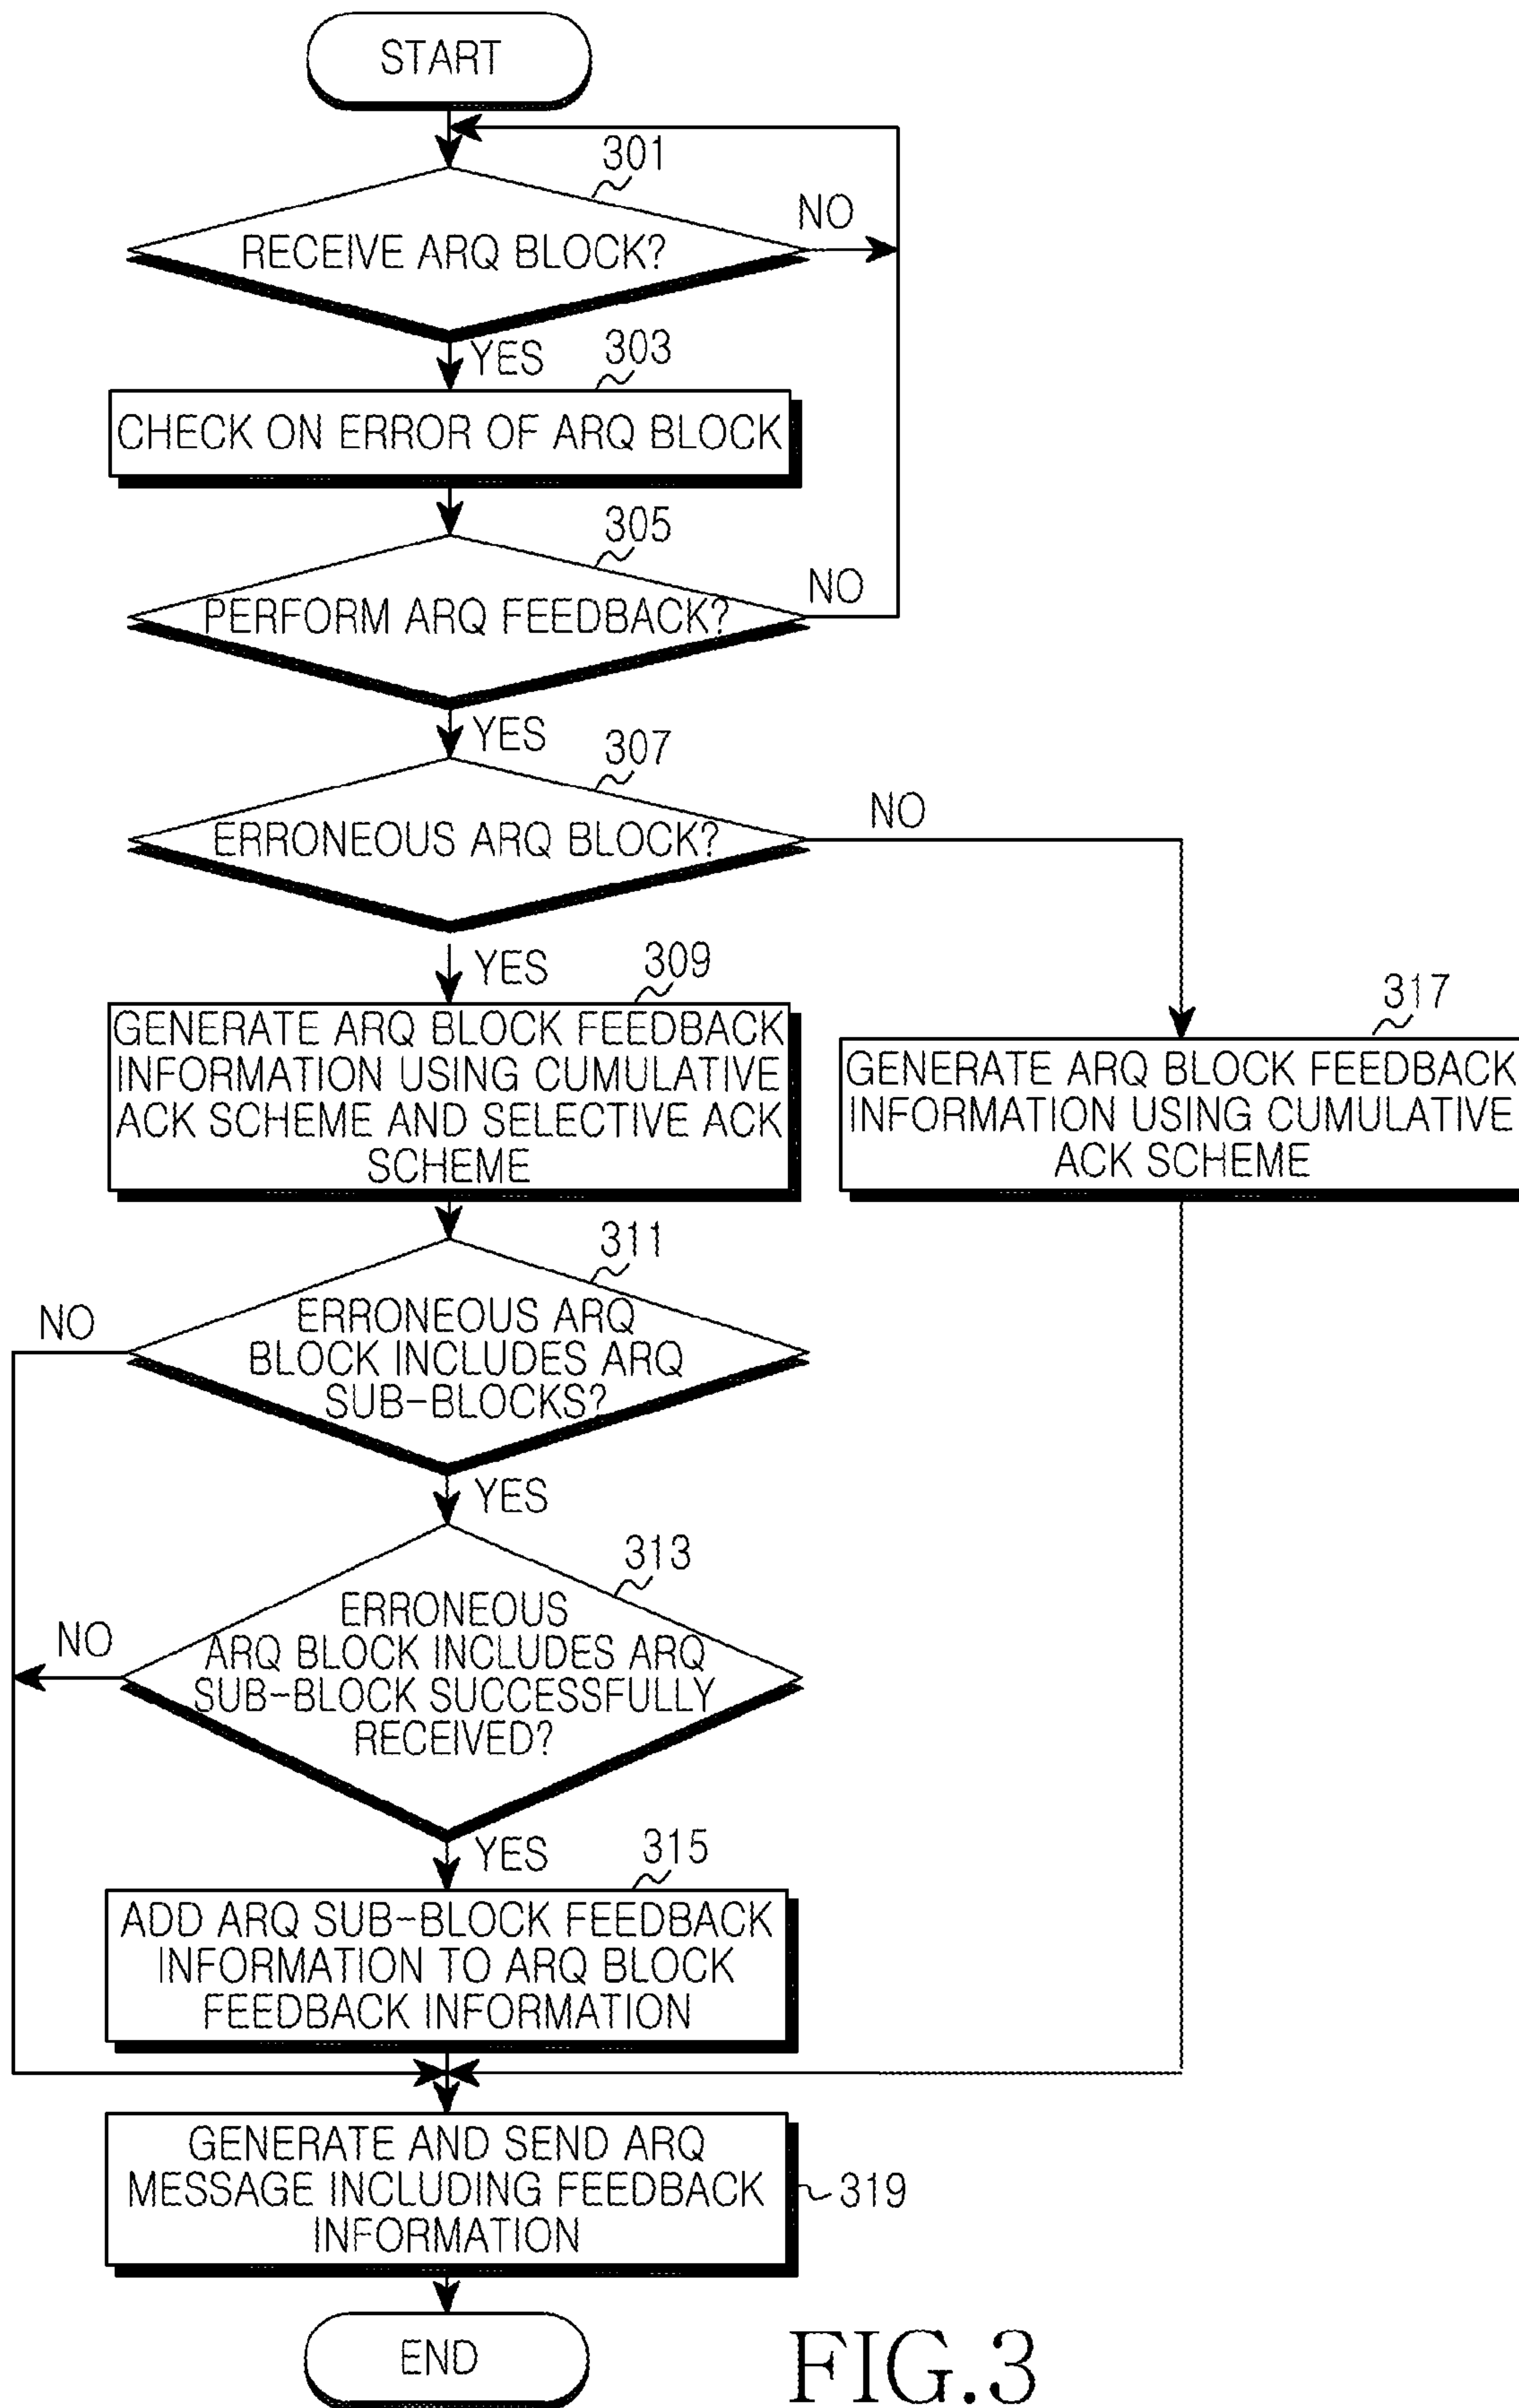 START
301
NO
RECEIVE ARQ BLOCK?
YES
303
CHECK ON ERROR OF ARQ BLOCK
305
NO
PERFORM ARQ FEEDBACK?
YES
307
NO
ERRONEOUS ARQ BLOCK?
YES
309
GENERATE ARQ BLOCK FEEDBACK
INFORMATION USING CUMULATIVE
ACK SCHEME AND SELECTIVE ACK
SCHEME
317
GENERATE ARQ BLOCK FEEDBACK
INFORMATION USING CUMULATIVE
ACK SCHEME
311
NO
ERRONEOUS ARQ
BLOCK INCLUDES ARQ
SUB-BLOCKS?
YES
313
NO
ERRONEOUS
ARQ BLOCK INCLUDES ARQ
SUB-BLOCK SUCCESSFULLY
RECEIVED?
YES
315
ADD ARQ SUB-BLOCK FEEDBACK
INFORMATION TO ARQ BLOCK
FEEDBACK INFORMATION
GENERATE AND SEND ARQ
MESSAGE INCLUDING FEEDBACK
INFORMATION
319
END
FIG.3